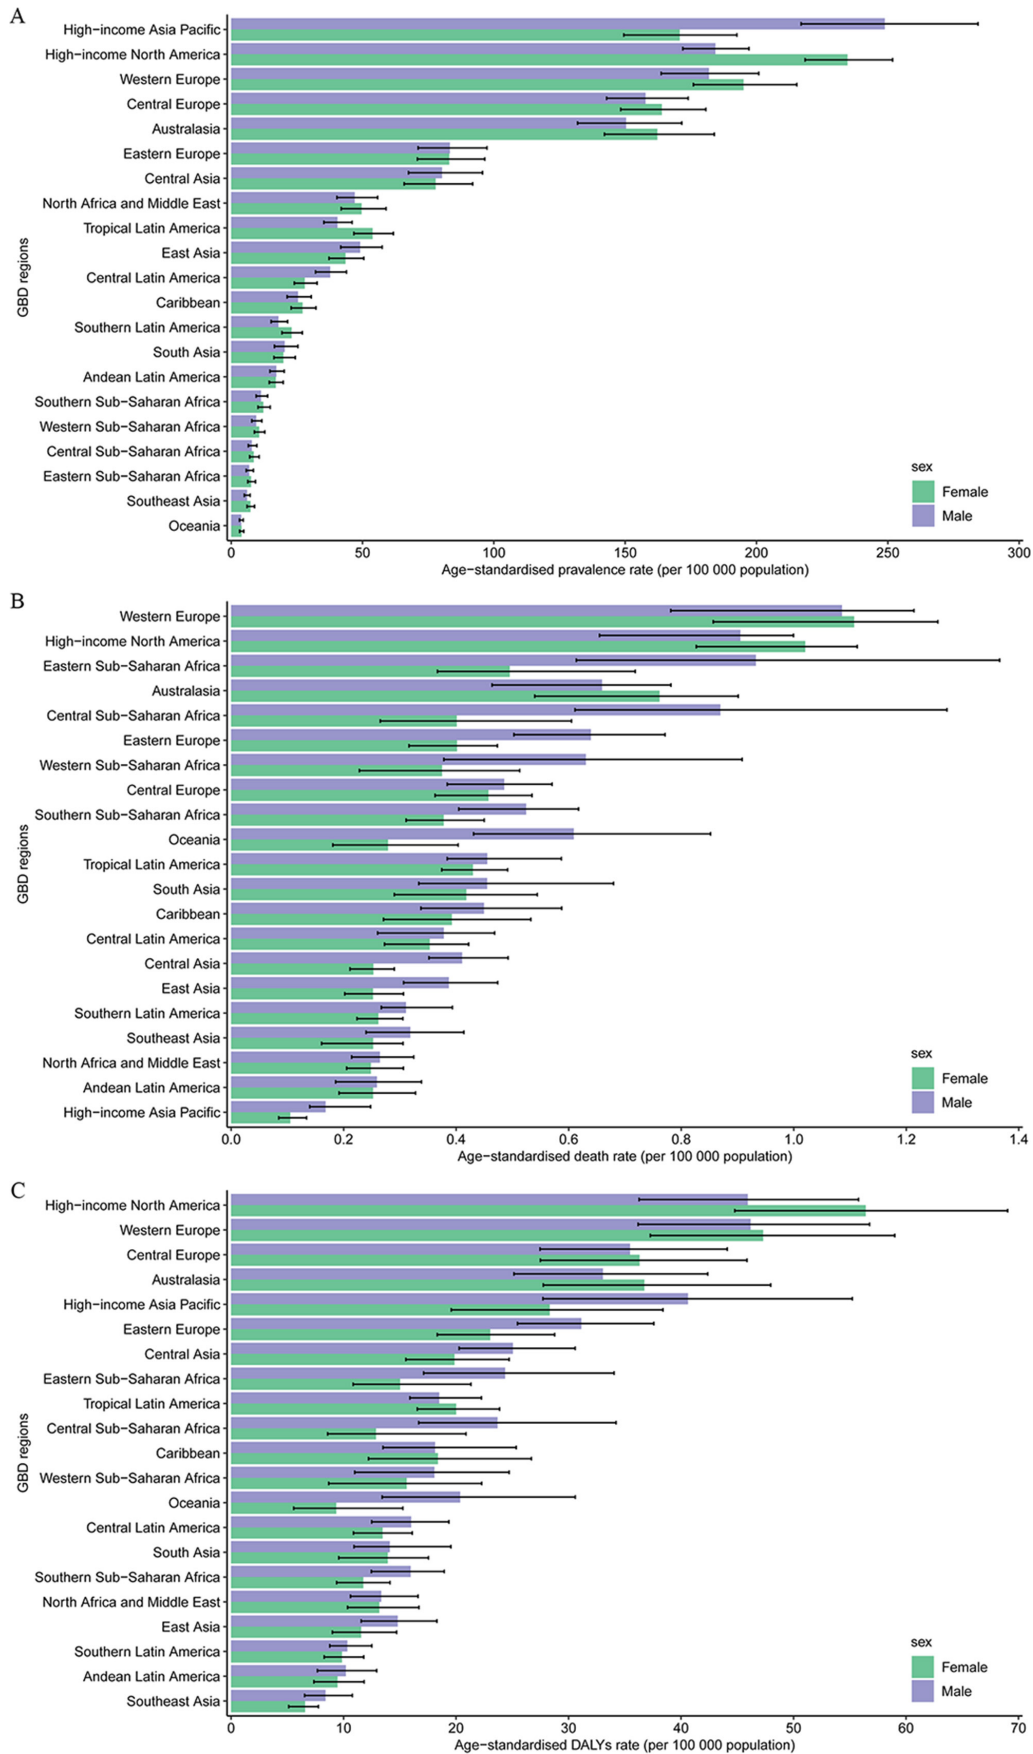 A
High−income Asia Pacific
High−income North America
Western Europe
Central Europe
Australasia
Eastern Europe
Central Asia
North Africa and Middle East
Tropical Latin America
East Asia
Central Latin America
Caribbean
Southern Latin America
South Asia
Andean Latin America
Southern Sub−Saharan Africa
Western Sub−Saharan Africa
Central Sub−Saharan Africa
Eastern Sub−Saharan Africa
Southeast Asia
Oceania
GBD regions
sex
Female
Male
0 50 100 150 200 250 300
Age−standardised prevalence rate (per 100 000 population)
B
Western Europe
High−income North America
Eastern Sub−Saharan Africa
Australasia
Central Sub−Saharan Africa
Eastern Europe
Western Sub−Saharan Africa
Central Europe
Southern Sub−Saharan Africa
Oceania
Tropical Latin America
South Asia
Caribbean
Central Latin America
Central Asia
East Asia
Southern Latin America
Southeast Asia
North Africa and Middle East
Andean Latin America
High−income Asia Pacific
GBD regions
sex
Female
Male
0.0 0.2 0.4 0.6 0.8 1.0 1.2 1.4
Age−standardised death rate (per 100 000 population)
C
High−income North America
Western Europe
Central Europe
Australasia
High−income Asia Pacific
Eastern Europe
Central Asia
Eastern Sub−Saharan Africa
Tropical Latin America
Central Sub−Saharan Africa
Caribbean
Western Sub−Saharan Africa
Oceania
Central Latin America
South Asia
Southern Sub−Saharan Africa
North Africa and Middle East
East Asia
Southern Latin America
Andean Latin America
Southeast Asia
GBD regions
sex
Female
Male
0 10 20 30 40 50 60 70
Age−standardised DALYs rate (per 100 000 population)